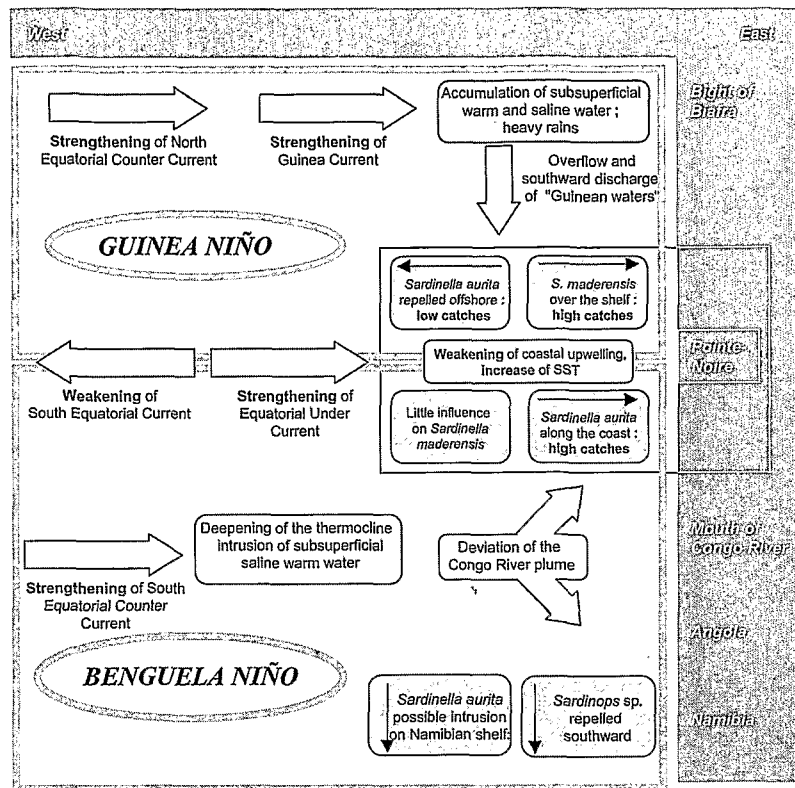 West
East
Bight of
Biafra
Strengthening of North
Equatorial Counter Current
Strengthening of
Guinea Current
Accumulation of subsuperficial
warm and saline water ;
heavy rains
Overflow and
southward discharge
of "Guinean waters"
GUINEA NIÑO
Sardinella aurita
repelled offshore :
low catches
S. maderensis
over the shelf :
high catches
Weakening of
South Equatorial Current
Strengthening of
Equatorial Under
Current
Weakening of coastal upwelling,
Increase of SST
Pointe-
Noire
Little influence
on Sardinella
maderensis
Sardinella aurita
along the coast :
high catches
Strengthening of South
Equatorial Counter
Current
Deepening of the thermocline
intrusion of subsuperficial
saline warm water
Deviation of the
Congo River plume
Mouth of
Congo River
Angola
BENGUELA NIÑO
Sardinella aurita
possible intrusion
on Namibian shelf
Sardinops sp.
repelled
southward
Namibia